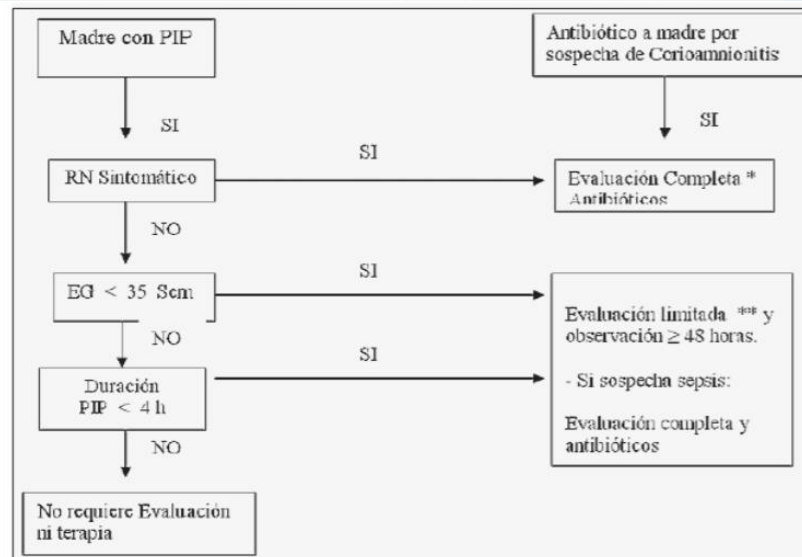 Madre con PIP
Antibiótico a madre por
sospecha de Corioamnionitis
SI
SI
SI
RN Sintomático
Evaluación Completa *
Antibióticos
NO
SI
EG < 35 Sem
Evaluación limitada ** y
observación ≥ 48 horas.
NO
SI
- Si sospecha sepsis:
Duración
PIP < 4 h
Evaluación completa y
antibióticos
NO
No requiere Evaluación
ni terapia